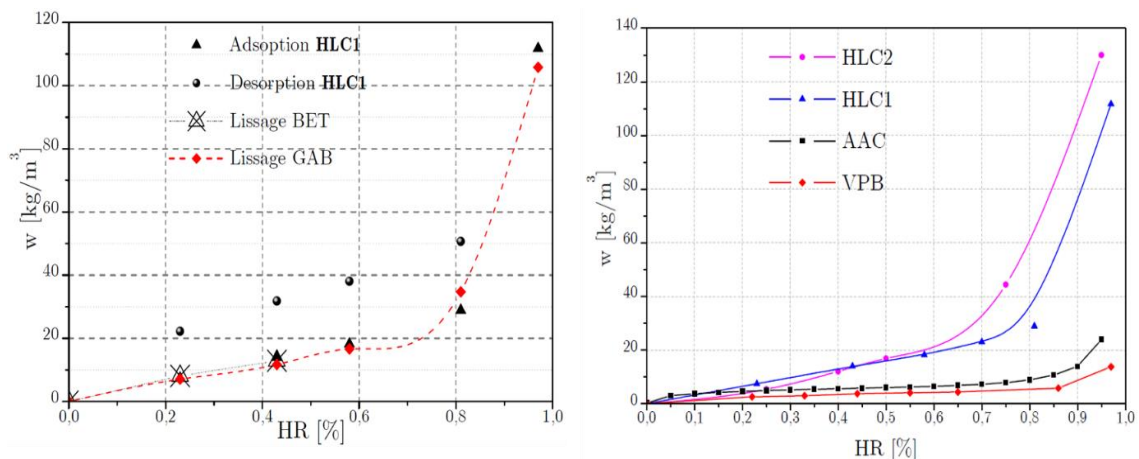 120
100
80
60
40
20
0
w [kg/m³]
▲ Adsoption HLC1
● Desorption HLC1
Lissage BET
Lissage GAB
0,0 0,2 0,4 0,6 0,8 1,0
HR [%]
140
120
100
80
60
40
20
0
w [kg/m³]
HLC2
HLC1
AAC
VPB
0,0 0,1 0,2 0,3 0,4 0,5 0,6 0,7 0,8 0,9 1,0
HR [%]